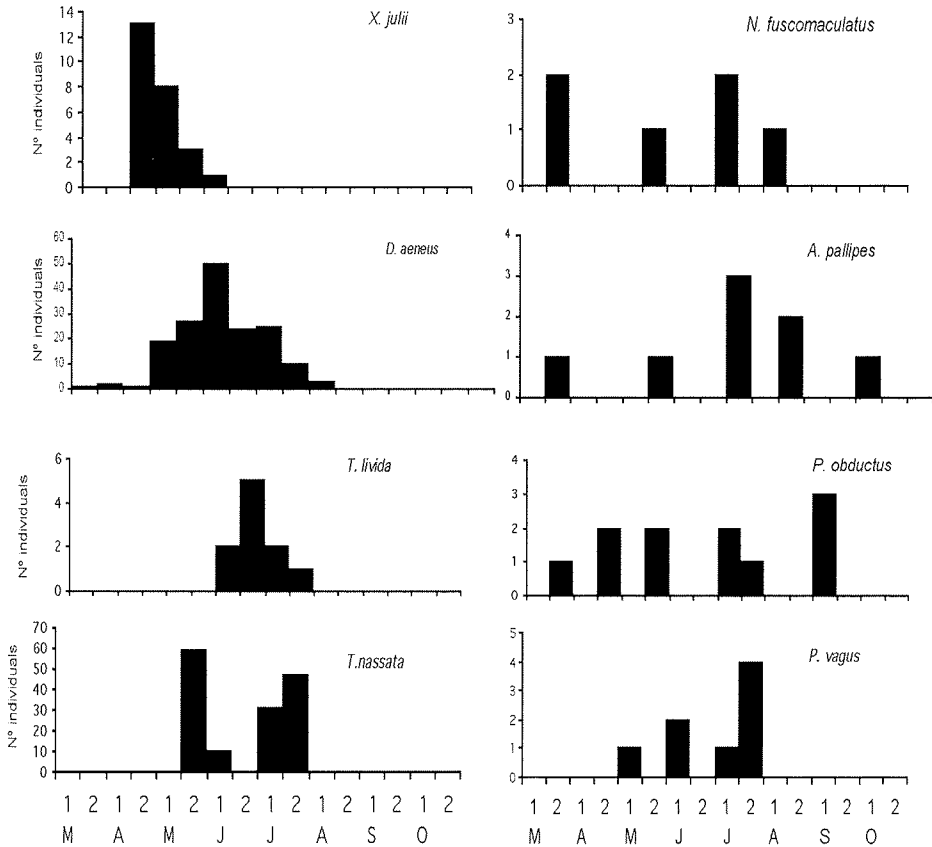 X. julii
14
12
10
8
6
4
2
0
Nº individuals
N. fuscomaculatus
3
2
1
0
D. aeneus
60
50
40
30
20
10
0
Nº individuals
A. pallipes
4
3
2
1
0
T. livida
6
4
2
0
Nº individuals
P. obductus
4
3
2
1
0
T.nassata
70
60
50
40
30
20
10
0
Nº individuals
P. vagus
5
4
3
2
1
0
1 2 1 2 1 2 1 2 1 2 1 2 1 2 1 2
M A M J J A S O
1 2 1 2 1 2 1 2 1 2 1 2 1 2 1 2
M A M J J A S O